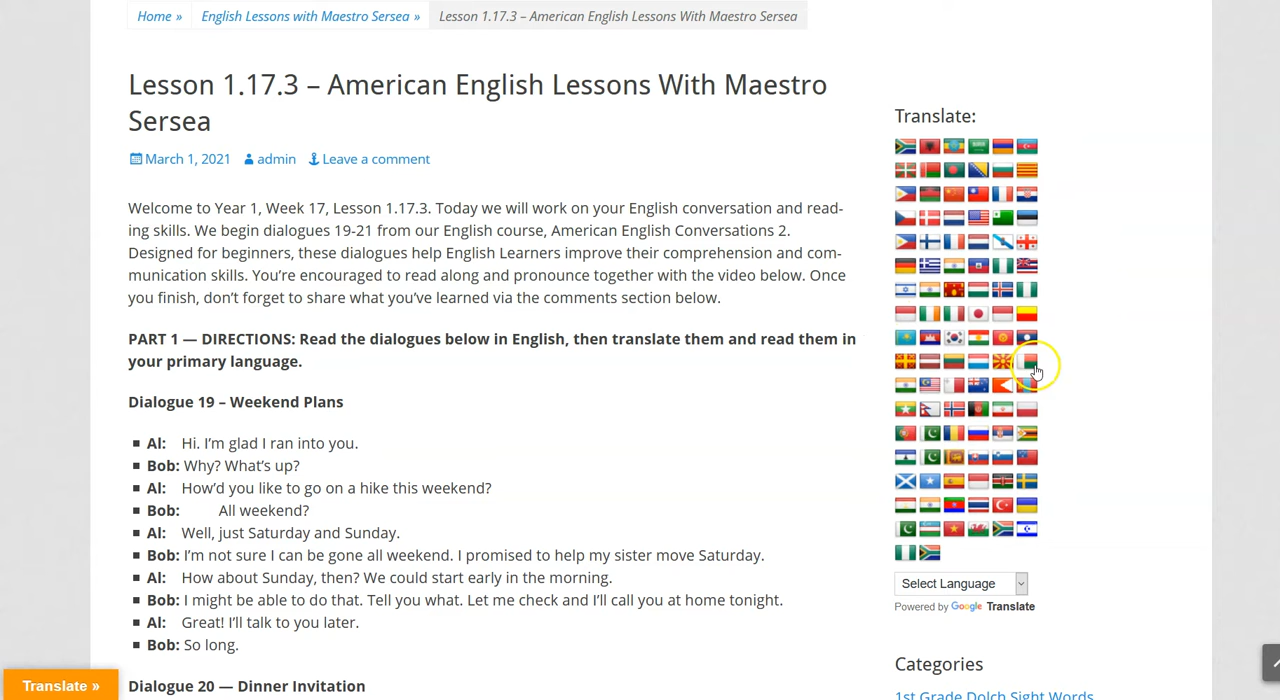 Home »
English Lessons with Maestro Sersea »
Lesson 1.17.3 – American English Lessons With Maestro Sersea
Lesson 1.17.3 – American English Lessons With Maestro
Sersea
March 1, 2021 admin Leave a comment
Welcome to Year 1, Week 17, Lesson 1.17.3. Today we will work on your English conversation and read-
ing skills. We begin dialogues 19-21 from our English course, American English Conversations 2.
Designed for beginners, these dialogues help English Learners improve their comprehension and com-
munication skills. You are encouraged to read along and pronounce together with the video below. Once
you finish, don't forget to share what you've learned via the comments section below.
PART 1 — DIRECTIONS: Read the dialogues below in English, then translate them and read them in
your primary language.
Dialogue 19 – Weekend Plans
Al: Hi. I'm glad I ran into you.
Bob: Why? What's up?
Al: How'd you like to go on a hike this weekend?
Bob: All weekend?
Al: Well, just Saturday and Sunday.
Bob: I'm not sure I can be gone all weekend. I promised to help my sister move Saturday.
Al: How about Sunday, then? We could start early in the morning.
Bob: I might be able to do that. Tell you what. Let me check and I'll call you at home tonight.
Al: Great! I'll talk to you later.
Bob: So long.
Dialogue 20 — Dinner Invitation
Translate:
Select Language
Powered by Google Translate
Categories
1st Grade Dolch Sight Words
Translate »